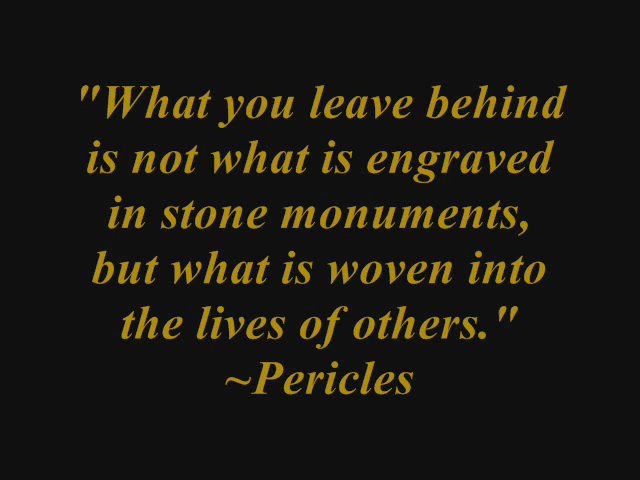 "What you leave behind
is not what is engraved
in stone monuments,
but what is woven into
the lives of others."
~Pericles